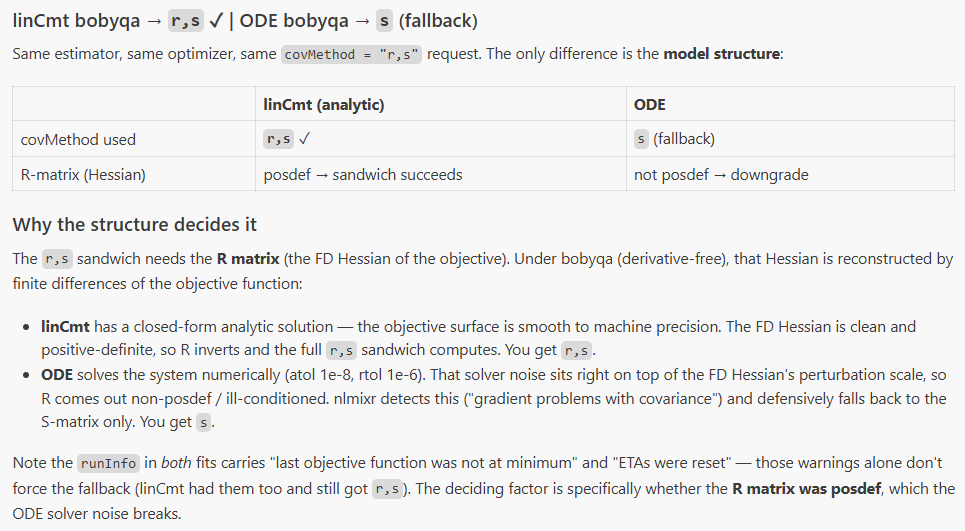 linCmt bobyqa → r,s ✓ | ODE bobyqa → s (fallback)
Same estimator, same optimizer, same covMethod = "r,s" request. The only difference is the model structure:
linCmt (analytic) ODE
covMethod used r,s ✓ s (fallback)
R-matrix (Hessian) posdef → sandwich succeeds not posdef → downgrade
Why the structure decides it
The r,s sandwich needs the R matrix (the FD Hessian of the objective). Under bobyqa (derivative-free), that Hessian is reconstructed by
finite differences of the objective function:
• linCmt has a closed-form analytic solution — the objective surface is smooth to machine precision. The FD Hessian is clean and
positive-definite, so R inverts and the full r,s sandwich computes. You get r,s.
• ODE solves the system numerically (atol 1e-8, rtol 1e-6). That solver noise sits right on top of the FD Hessian's perturbation scale, so
R comes out non-posdef / ill-conditioned. nlmixr detects this ("gradient problems with covariance") and defensively falls back to the
S-matrix only. You get s.
Note the runInfo in both fits carries "last objective function was not at minimum" and "ETAs were reset" — those warnings alone don't
force the fallback (linCmt had them too and still got r,s). The deciding factor is specifically whether the R matrix was posdef, which the
ODE solver noise breaks.